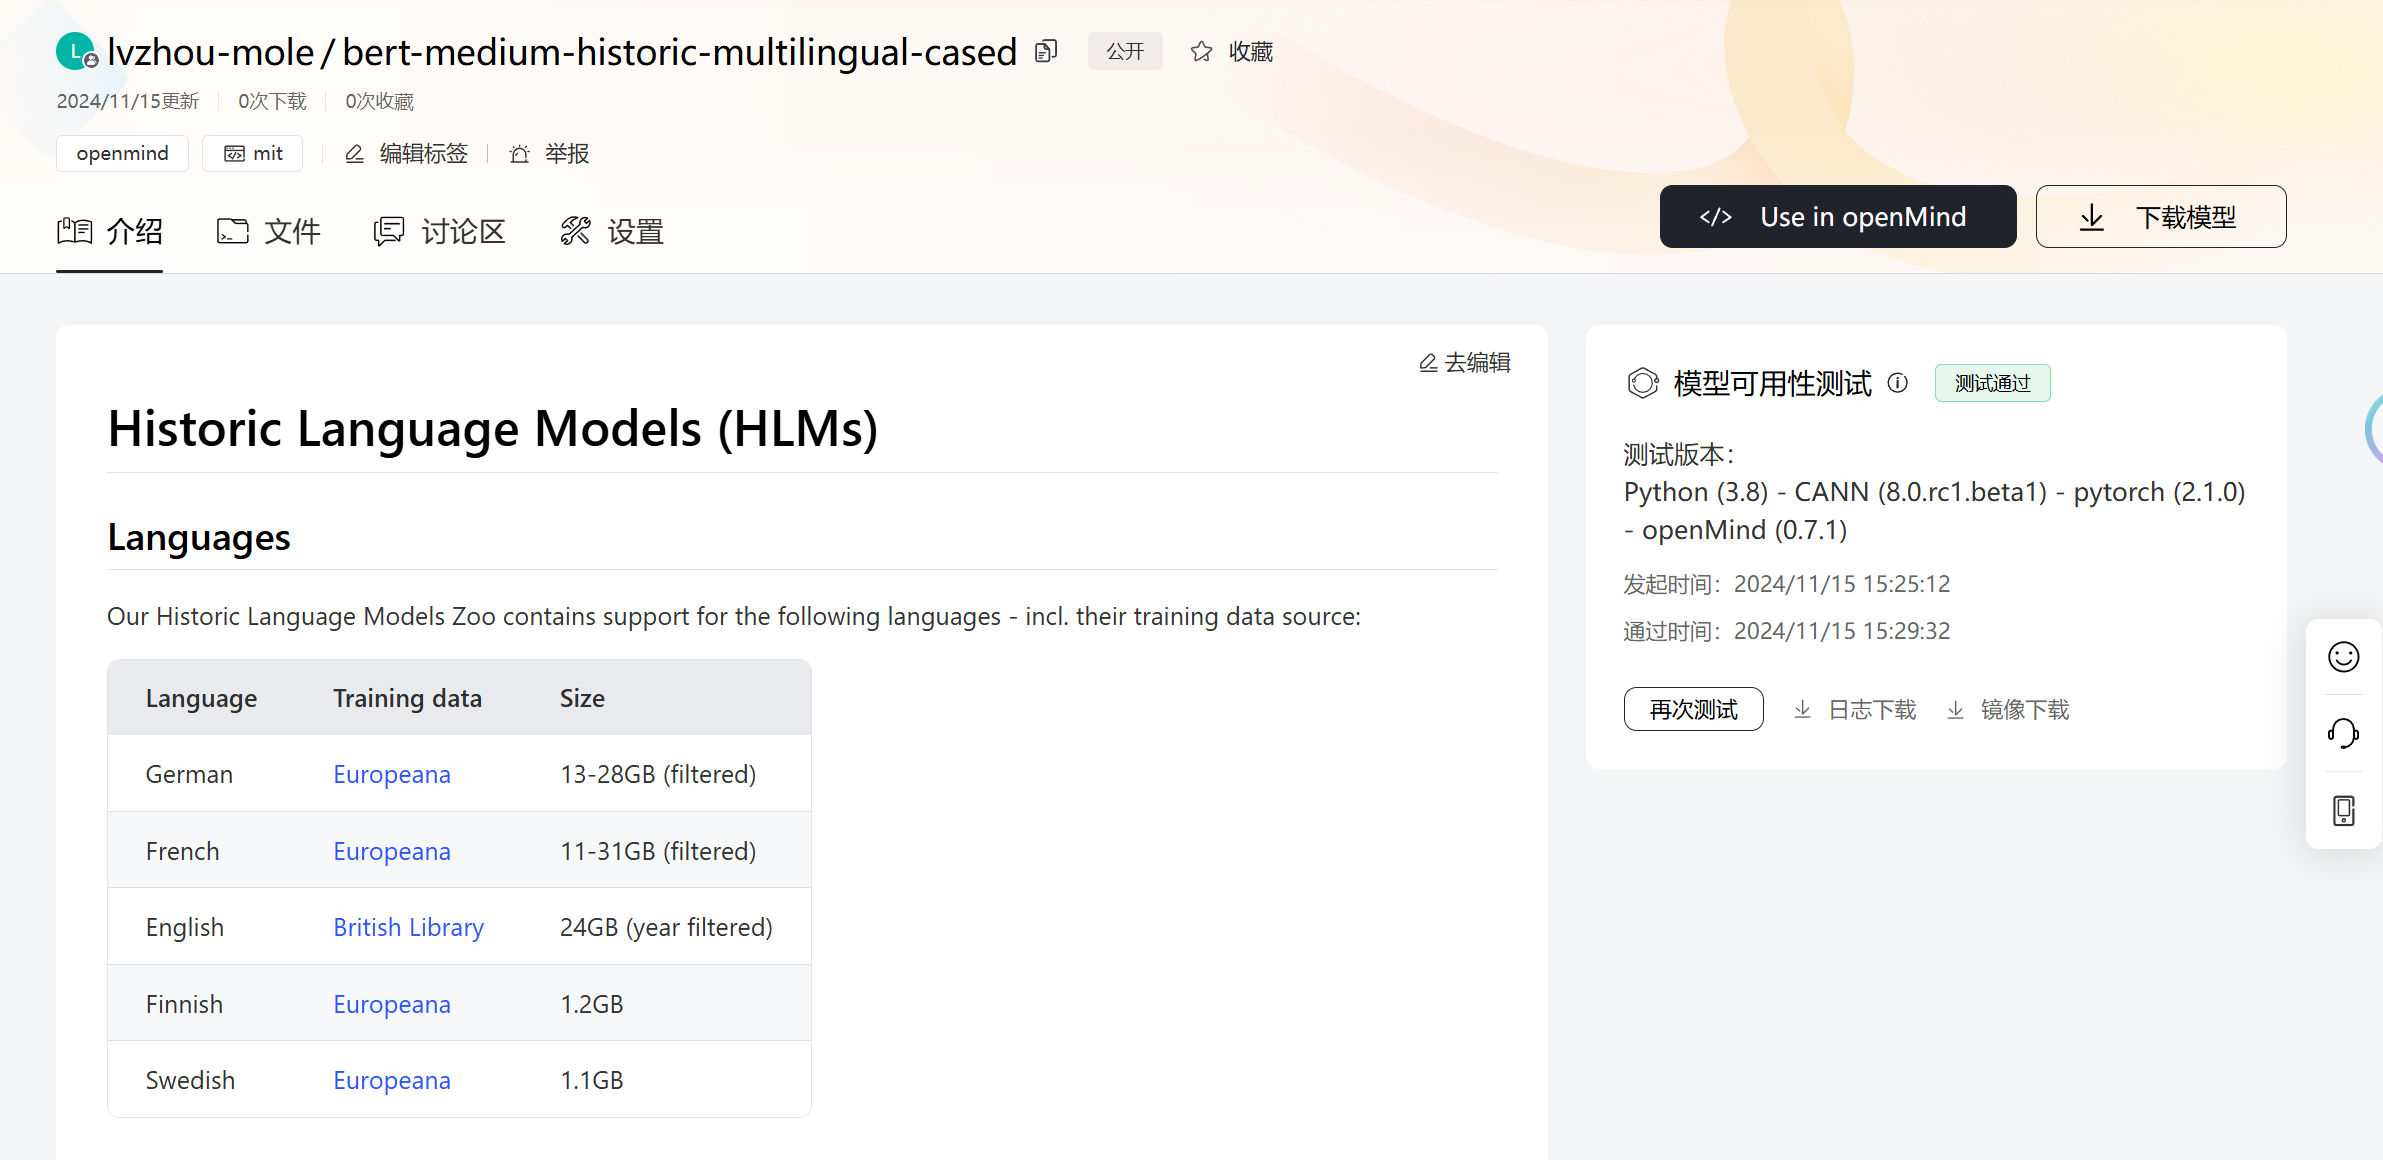 L lvzhou-mole / bert-medium-historic-multilingual-cased 公开 收藏
2024/11/15更新 0次下载 0次收藏
openmind mit 编辑标签 举报
介绍 文件 讨论区 设置
</> Use in openMind 下载模型
去编辑
Historic Language Models (HLMs)
Languages
Our Historic Language Models Zoo contains support for the following languages - incl. their training data source:
Language Training data Size
German Europeana 13-28GB (filtered)
French Europeana 11-31GB (filtered)
English British Library 24GB (year filtered)
Finnish Europeana 1.2GB
Swedish Europeana 1.1GB
模型可用性测试 测试通过
测试版本：
Python (3.8) - CANN (8.0.rc1.beta1) - pytorch (2.1.0)
- openMind (0.7.1)
发起时间：2024/11/15 15:25:12
通过时间：2024/11/15 15:29:32
再次测试 日志下载 镜像下载